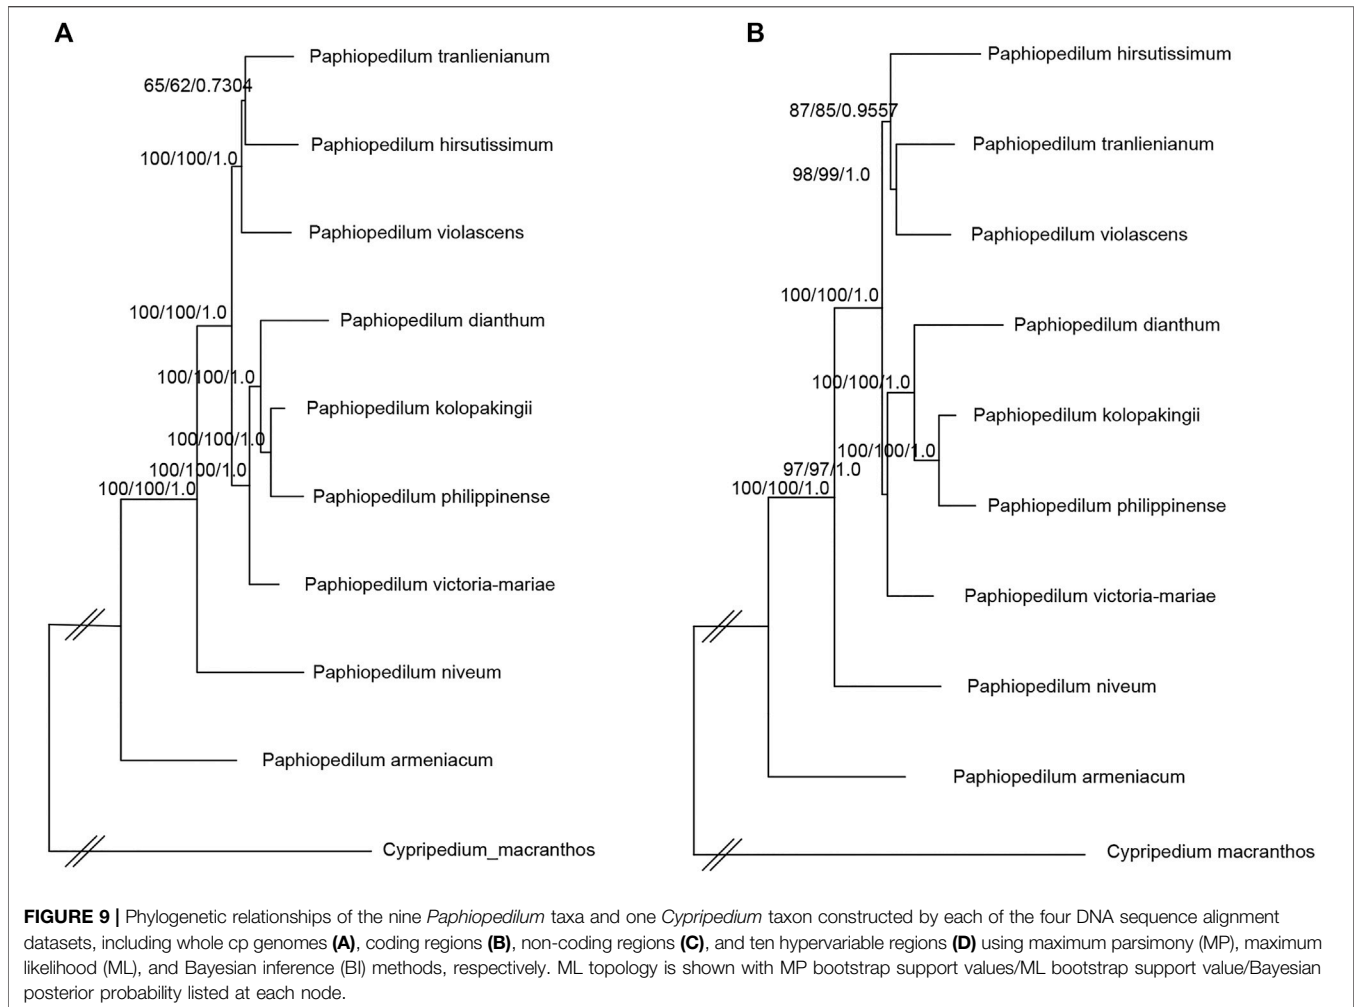 A
Paphiopedilum tranlienianum
65/62/0.7304
Paphiopedilum hirsutissimum
100/100/1.0
Paphiopedilum violascens
100/100/1.0
Paphiopedilum dianthum
100/100/1.0
Paphiopedilum kolopakingii
100/100/1.0
100/100/1.0
100/100/1.0
Paphiopedilum philippinense
Paphiopedilum victoria-mariae
Paphiopedilum niveum
Paphiopedilum armeniacum
Cypripedium_macranthos
B
Paphiopedilum hirsutissimum
87/85/0.9557
Paphiopedilum tranlienianum
98/99/1.0
Paphiopedilum violascens
100/100/1.0
Paphiopedilum dianthum
100/100/1.0
Paphiopedilum kolopakingii
100/100/1.0
97/97/1.0
100/100/1.0
Paphiopedilum philippinense
Paphiopedilum victoria-mariae
Paphiopedilum niveum
Paphiopedilum armeniacum
Cypripedium macranthos
FIGURE 9 | Phylogenetic relationships of the nine Paphiopedilum taxa and one Cypripedium taxon constructed by each of the four DNA sequence alignment
datasets, including whole cp genomes (A), coding regions (B), non-coding regions (C), and ten hypervariable regions (D) using maximum parsimony (MP), maximum
likelihood (ML), and Bayesian inference (BI) methods, respectively. ML topology is shown with MP bootstrap support values/ML bootstrap support value/Bayesian
posterior probability listed at each node.